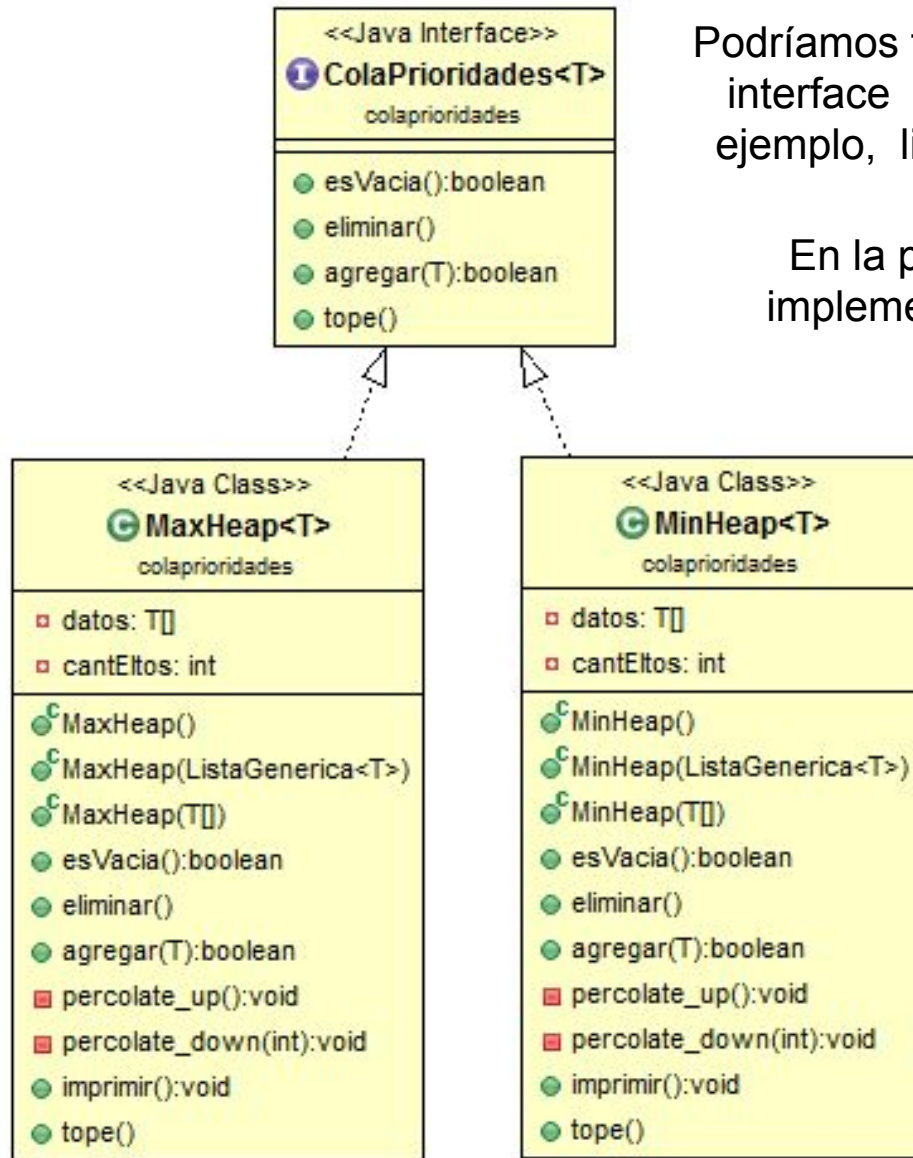 <<Java Interface>>
I ColaPrioridades<T>
colaprioridades
esVacia():boolean
eliminar()
agregar(T):boolean
tope()
Podríamos
interface
ejemplo,
En la
<<Java Class>>
C MaxHeap<T>
colaprioridades
datos: T[]
cantEltos: int
C MaxHeap()
C MaxHeap(ListaGenerica<T>)
C MaxHeap(T[])
esVacia():boolean
eliminar()
agregar(T):boolean
percolate_up():void
percolate_down(int):void
imprimir():void
tope()
<<Java Class>>
C MinHeap<T>
colaprioridades
datos: T[]
cantEltos: int
C MinHeap()
C MinHeap(ListaGenerica<T>)
C MinHeap(T[])
esVacia():boolean
eliminar()
agregar(T):boolean
percolate_up():void
percolate_down(int):void
imprimir():void
tope()